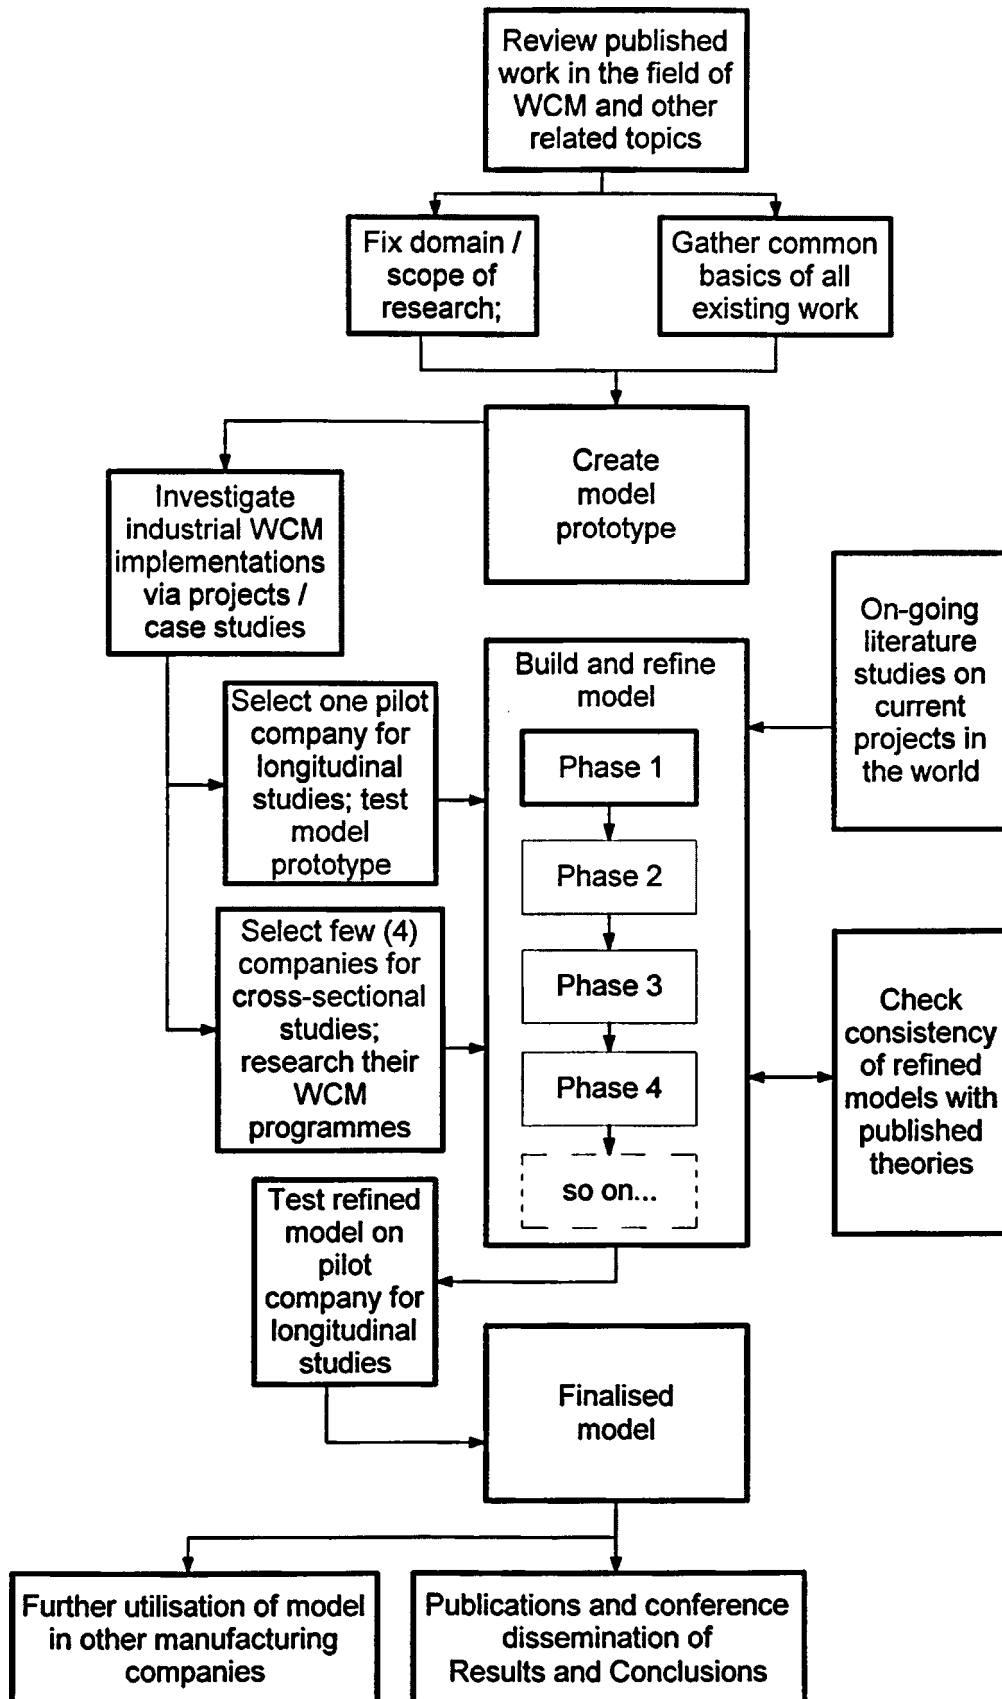 Review published
work in the field of
WCM and other
related topics
Fix domain /
scope of
research;
Gather common
basics of all
existing work
Create
model
prototype
Investigate
industrial WCM
implementations
via projects /
case studies
On-going
literature
studies on
current
projects in
the world
Build and refine
model
Select one pilot
company for
longitudinal
studies; test
model
prototype
Phase 1
Phase 2
Select few (4)
companies for
cross-sectional
studies;
research their
WCM
programmes
Phase 3
Phase 4
so on...
Check
consistency
of refined
models with
published
theories
Test refined
model on
pilot
company for
longitudinal
studies
Finalised
model
Further utilisation of model
in other manufacturing
companies
Publications and conference
dissemination of
Results and Conclusions